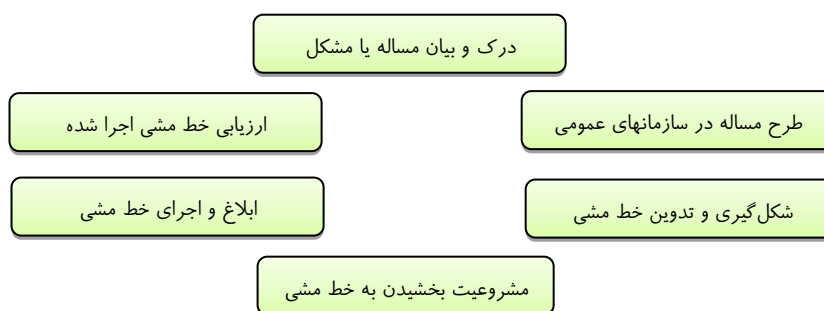 درک و بیان مساله یا مشکل
طرح مساله در سازمانهای عمومی
ارزیابی خط مشی اجرا شده
شکل‌گیری و تدوین خط مشی
ابلاغ و اجرای خط مشی
مشروعیت بخشیدن به خط مشی